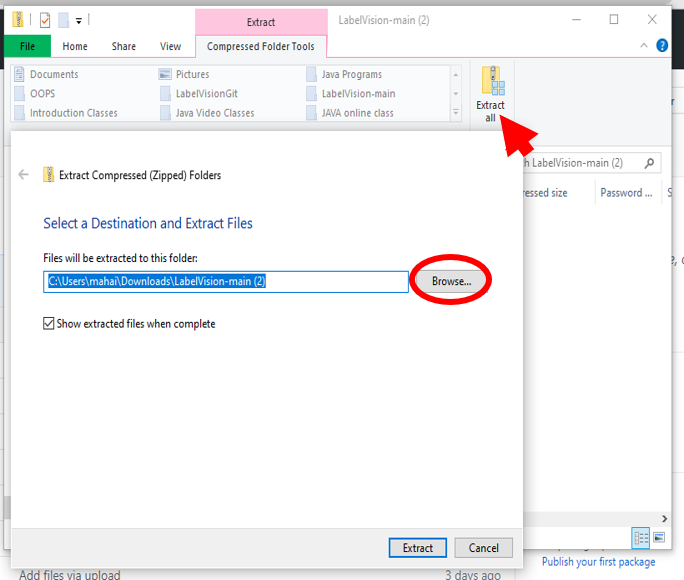 Extract
LabelVision-main (2)
File
Home
Share
View
Compressed Folder Tools
Documents
Pictures
Java Programs
OOPS
LabelVisionGit
LabelVision-main
Introduction Classes
Java Video Classes
JAVA online class
Extract
all
h LabelVision-main (2)
Extract Compressed (Zipped) Folders
ressed size
Password ...
S
Select a Destination and Extract Files
Files will be extracted to this folder:
C:\Users\mahai\Downloads\LabelVision-main (2)
Browse...
Show extracted files when complete
Extract
Cancel
Publish your first package
Add files via upload
3 days ago